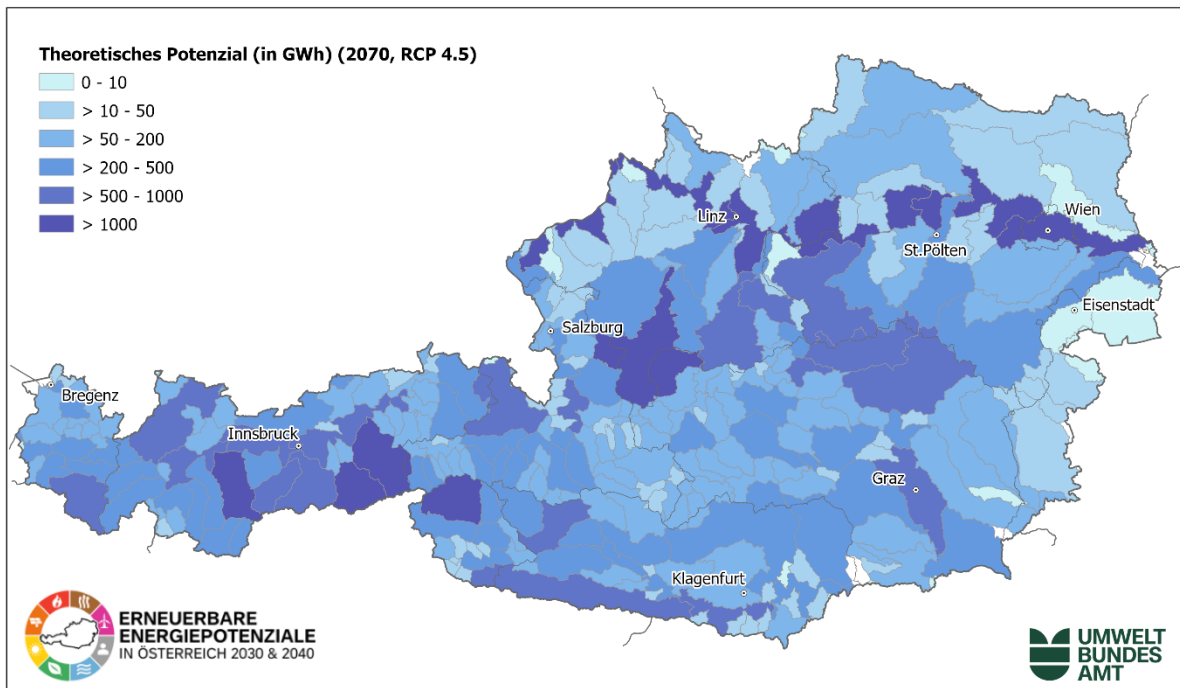 Theoretisches Potenzial (in GWh) (2070, RCP 4.5)
0 - 10
> 10 - 50
> 50 - 200
> 200 - 500
> 500 - 1000
> 1000
Linz
Wien
St.Pölten
Eisenstadt
Salzburg
Bregenz
Innsbruck
Graz
Klagenfurt
ERNEUERBARE
ENERGIEPOTENZIALE
IN ÖSTERREICH 2030 & 2040
UMWELT
BUNDES
AMT